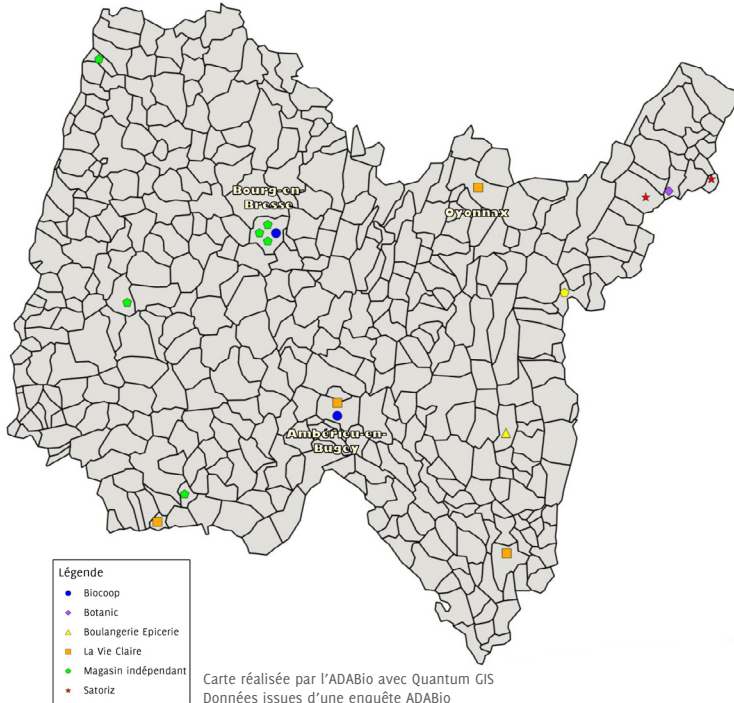 Bourg-en-
Bresse
Oyonnax
Ambérieu-en-
Bugey
Légende
Biocoop
Botanic
Boulangerie Epicerie
La Vie Claire
Magasin indépendant
Satoriz
Carte réalisée par l'ADABio avec Quantum GIS
Données issues d'une enquête ADABio